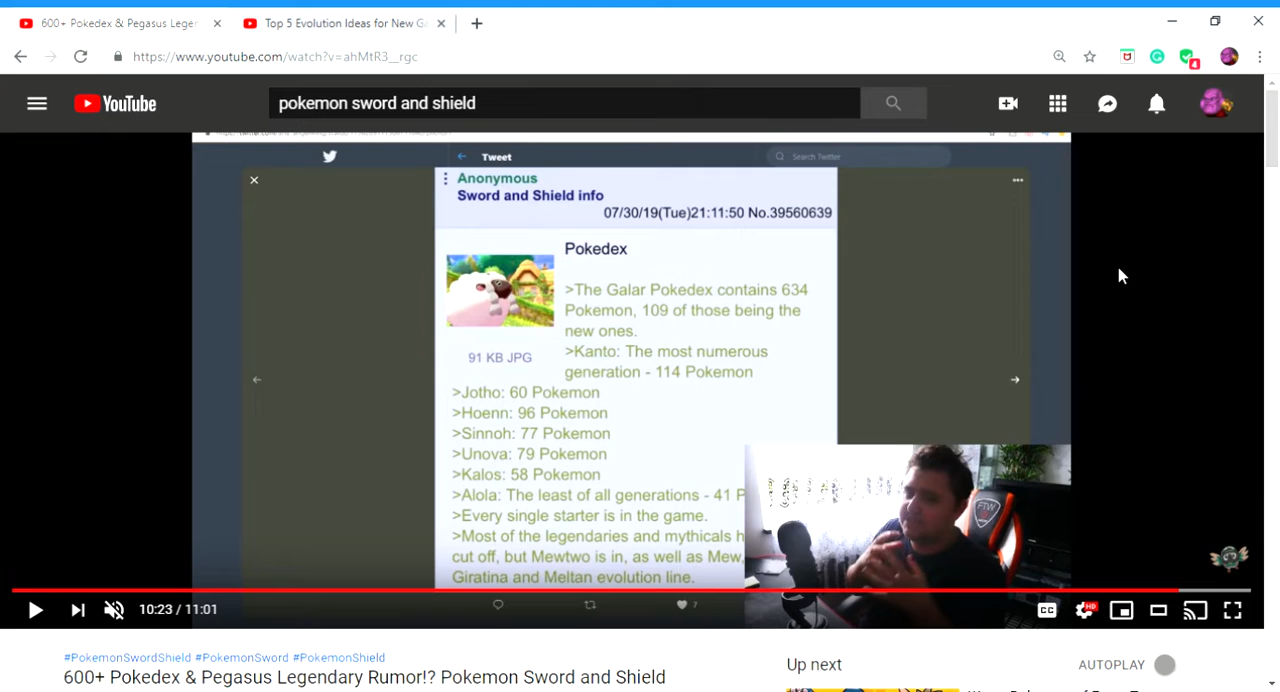 600+ Pokedex & Pegasus Leger
Top 5 Evolution Ideas for New Ga
https://www.youtube.com/watch?v=ahMtR3__rgc
YouTube
pokemon sword and shield
Tweet
Search Twitter
Anonymous
Sword and Shield info
07/30/19(Tue)21:11:50 No.39560639
Pokedex
>The Galar Pokedex contains 634
Pokemon, 109 of those being the
new ones.
>Kanto: The most numerous
generation - 114 Pokemon
91 KB JPG
>Jotho: 60 Pokemon
>Hoenn: 96 Pokemon
>Sinnoh: 77 Pokemon
>Unova: 79 Pokemon
>Kalos: 58 Pokemon
>Alola: The least of all generations - 41 P
>Every single starter is in the game.
>Most of the legendaries and mythicals h
cut off, but Mewtwo is in, as well as Mew,
Giratina and Meltan evolution line.
7
FTW
10:23 / 11:01
CC
HD
#PokemonSwordShield #PokemonSword #PokemonShield
600+ Pokedex & Pegasus Legendary Rumor!? Pokemon Sword and Shield
Up next
AUTOPLAY